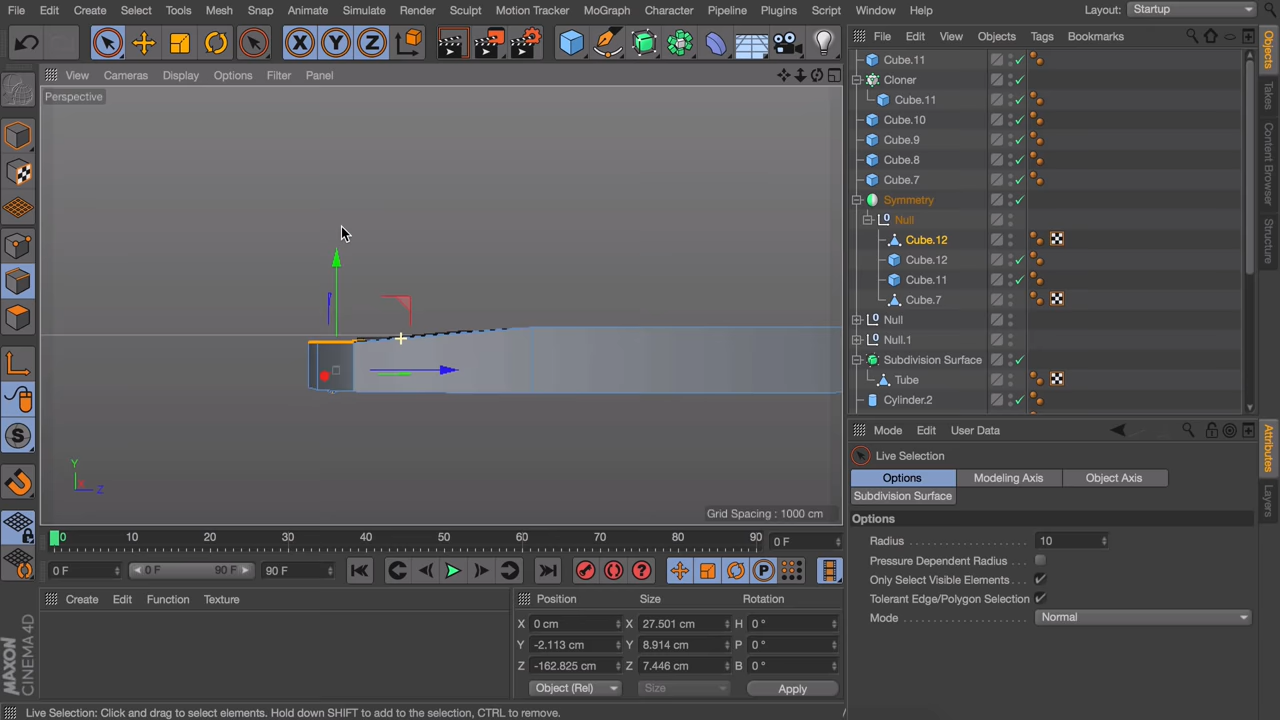 File Edit Create Select Tools Mesh Snap Animate Simulate Render Sculpt Motion Tracker MoGraph Character Pipeline Plugins Script Window Help Layout: Startup
View Cameras Display Options Filter Panel
File Edit View Objects Tags Bookmarks
Perspective
Cube.11
Cloner
Cube.11
Cube.10
Cube.9
Cube.8
Cube.7
Symmetry
Null
Cube.12
Cube.12
Cube.11
Cube.7
Null
Null.1
Subdivision Surface
Tube
Cylinder.2
Objects
Takes
Content Browser
Structure
Y
Z
Grid Spacing : 1000 cm
0 10 20 30 40 50 60 70 80 90 0 F
0 F 0 F 90 F 90 F
Create Edit Function Texture
Position Size Rotation
X 0 cm X 27.501 cm H 0 °
Y -2.113 cm Y 8.914 cm P 0 °
Z -162.825 cm Z 7.446 cm B 0 °
Object (Rel) Size Apply
Mode Edit User Data
Live Selection
Options Modeling Axis Object Axis
Subdivision Surface
Options
Radius 10
Pressure Dependent Radius
Only Select Visible Elements
Tolerant Edge/Polygon Selection
Mode Normal
Attributes
Layers
MAXON
CINEMA 4D
Live Selection: Click and drag to select elements. Hold down SHIFT to add to the selection, CTRL to remove.